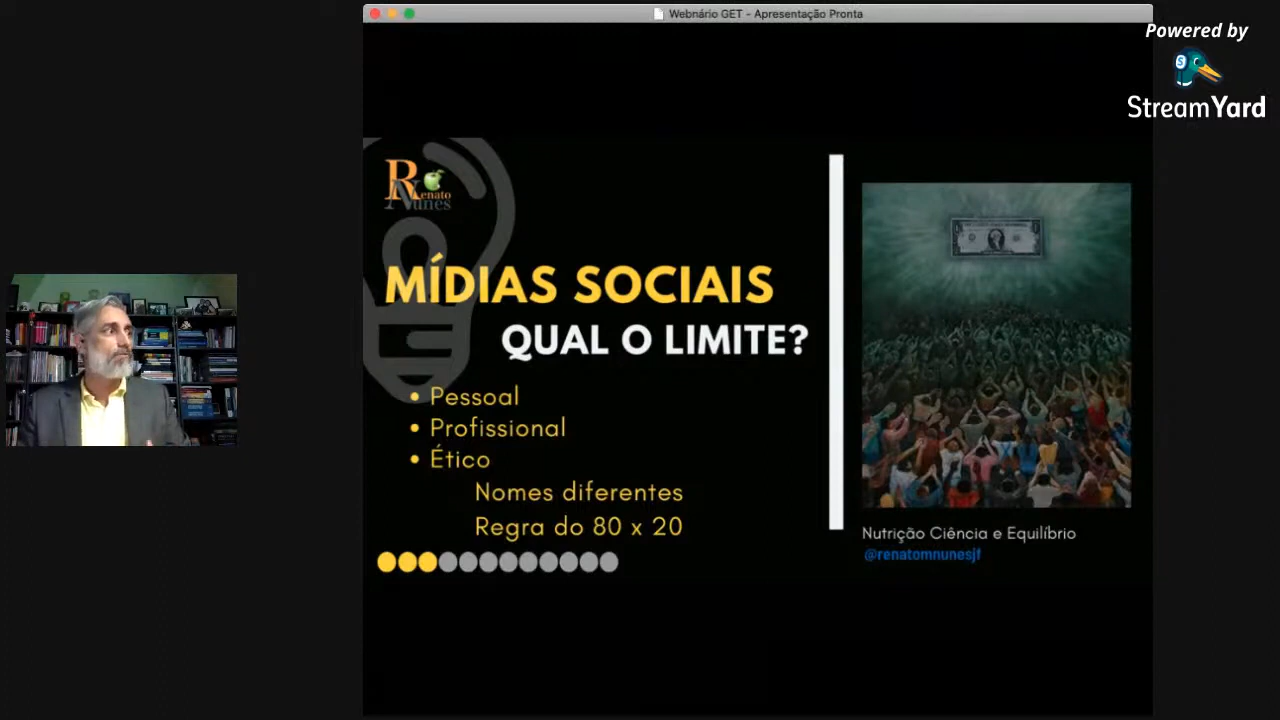 Webnário GET - Apresentação Pronta
Powered by
StreamYard
Renato
Nunes
MÍDIAS SOCIAIS
QUAL O LIMITE?
• Pessoal
• Profissional
• Ético
Nomes diferentes
Regra do 80 x 20
Nutrição Ciência e Equilíbrio
@renatomnunesjf